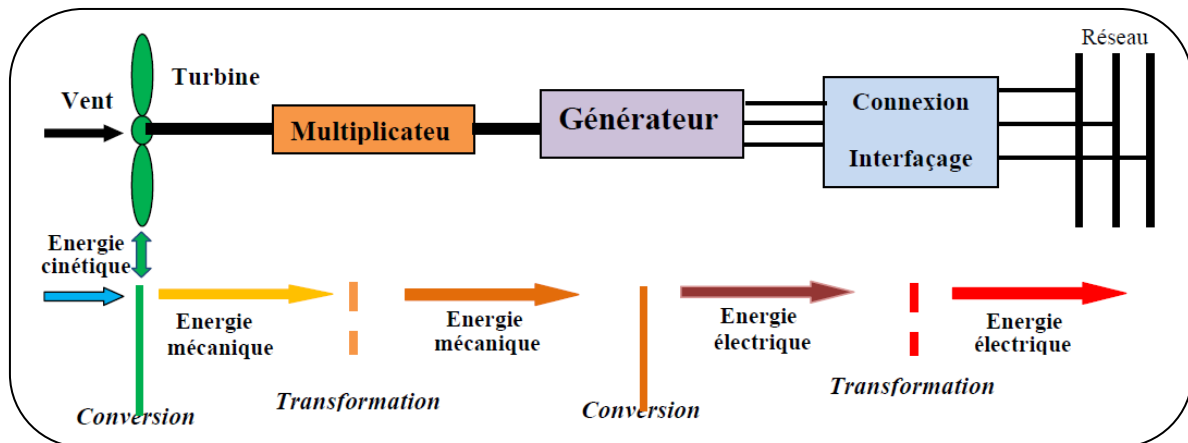 Réseau
Turbine
Vent
Multiplicateu
Générateur
Connexion
Interfaçage
Energie
cinétique
Energie
mécanique
Energie
mécanique
Energie
électrique
Energie
électrique
Conversion
Transformation
Conversion
Transformation